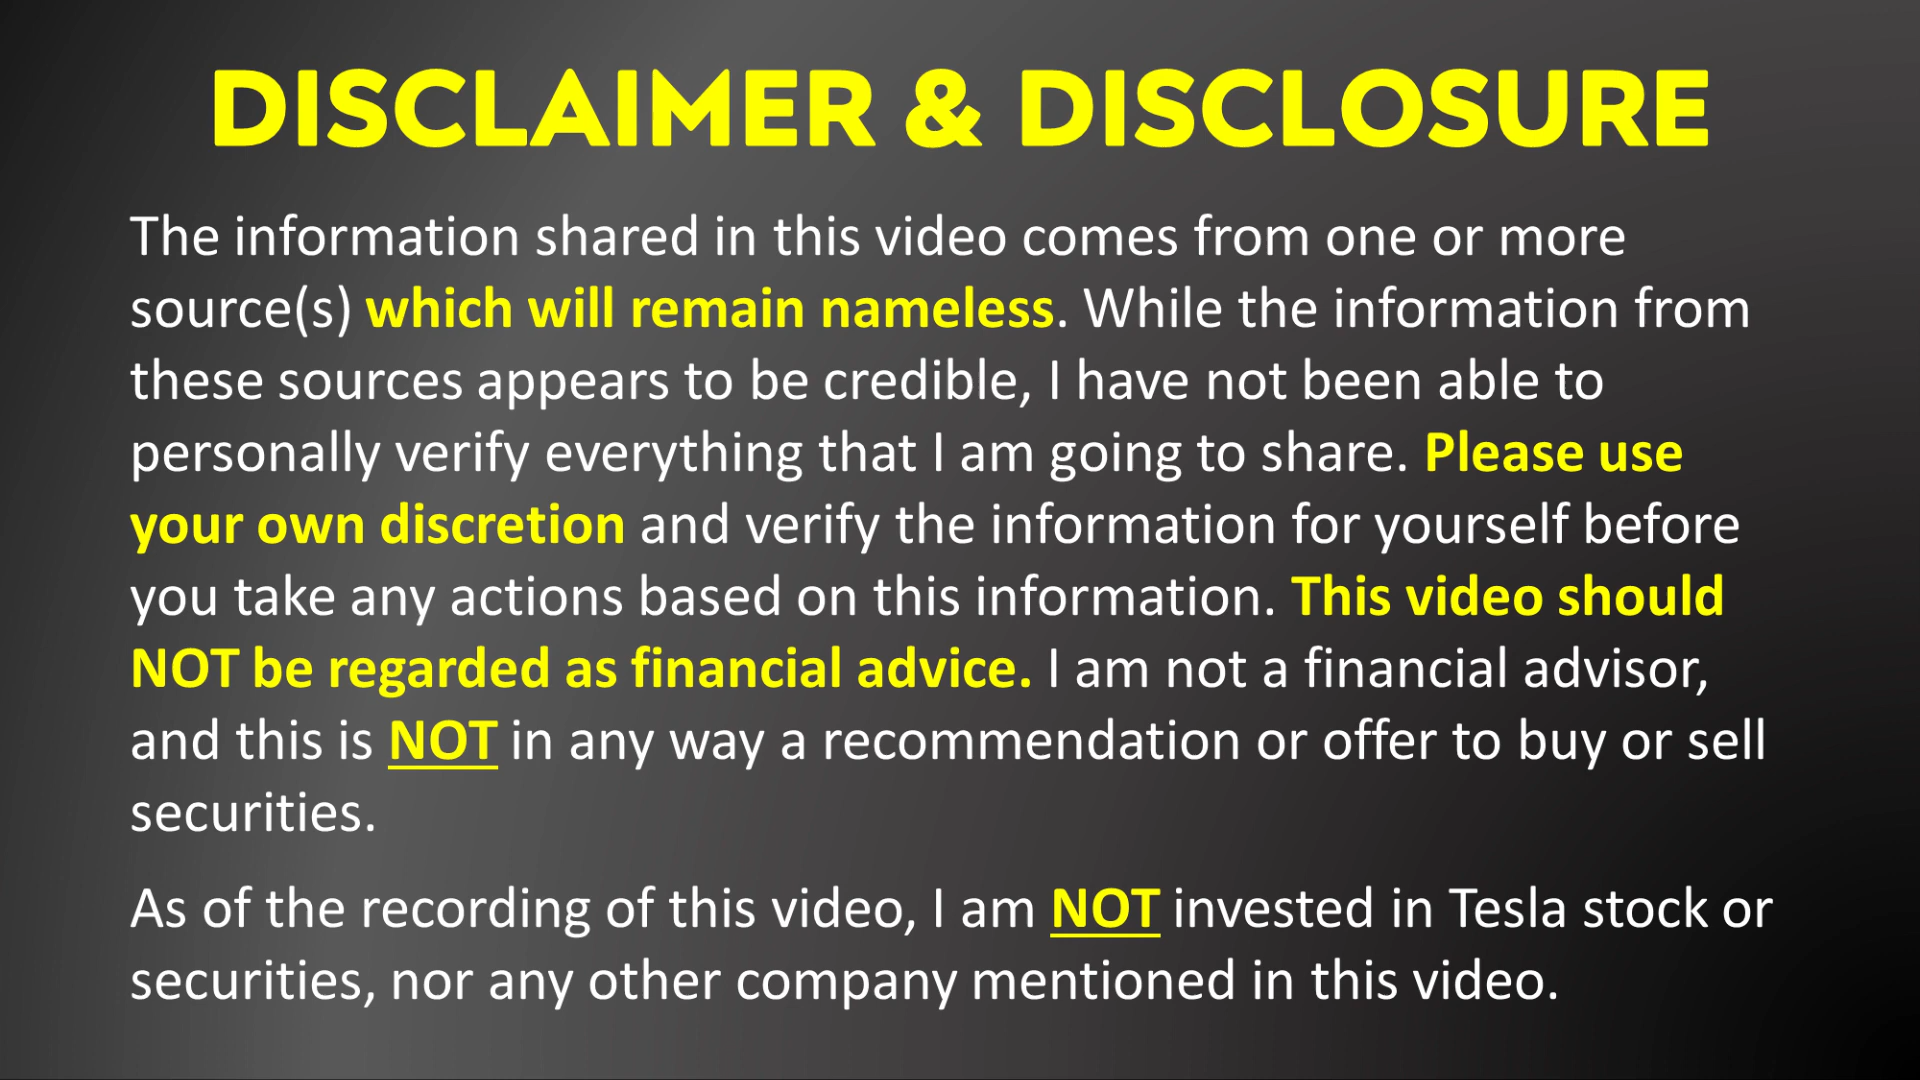 DISCLAIMER & DISCLOSURE
The information shared in this video comes from one or more
source(s) which will remain nameless. While the information from
these sources appears to be credible, I have not been able to
personally verify everything that I am going to share. Please use
your own discretion and verify the information for yourself before
you take any actions based on this information. This video should
NOT be regarded as financial advice. I am not a financial advisor,
and this is NOT in any way a recommendation or offer to buy or sell
securities.
As of the recording of this video, I am NOT invested in Tesla stock or
securities, nor any other company mentioned in this video.